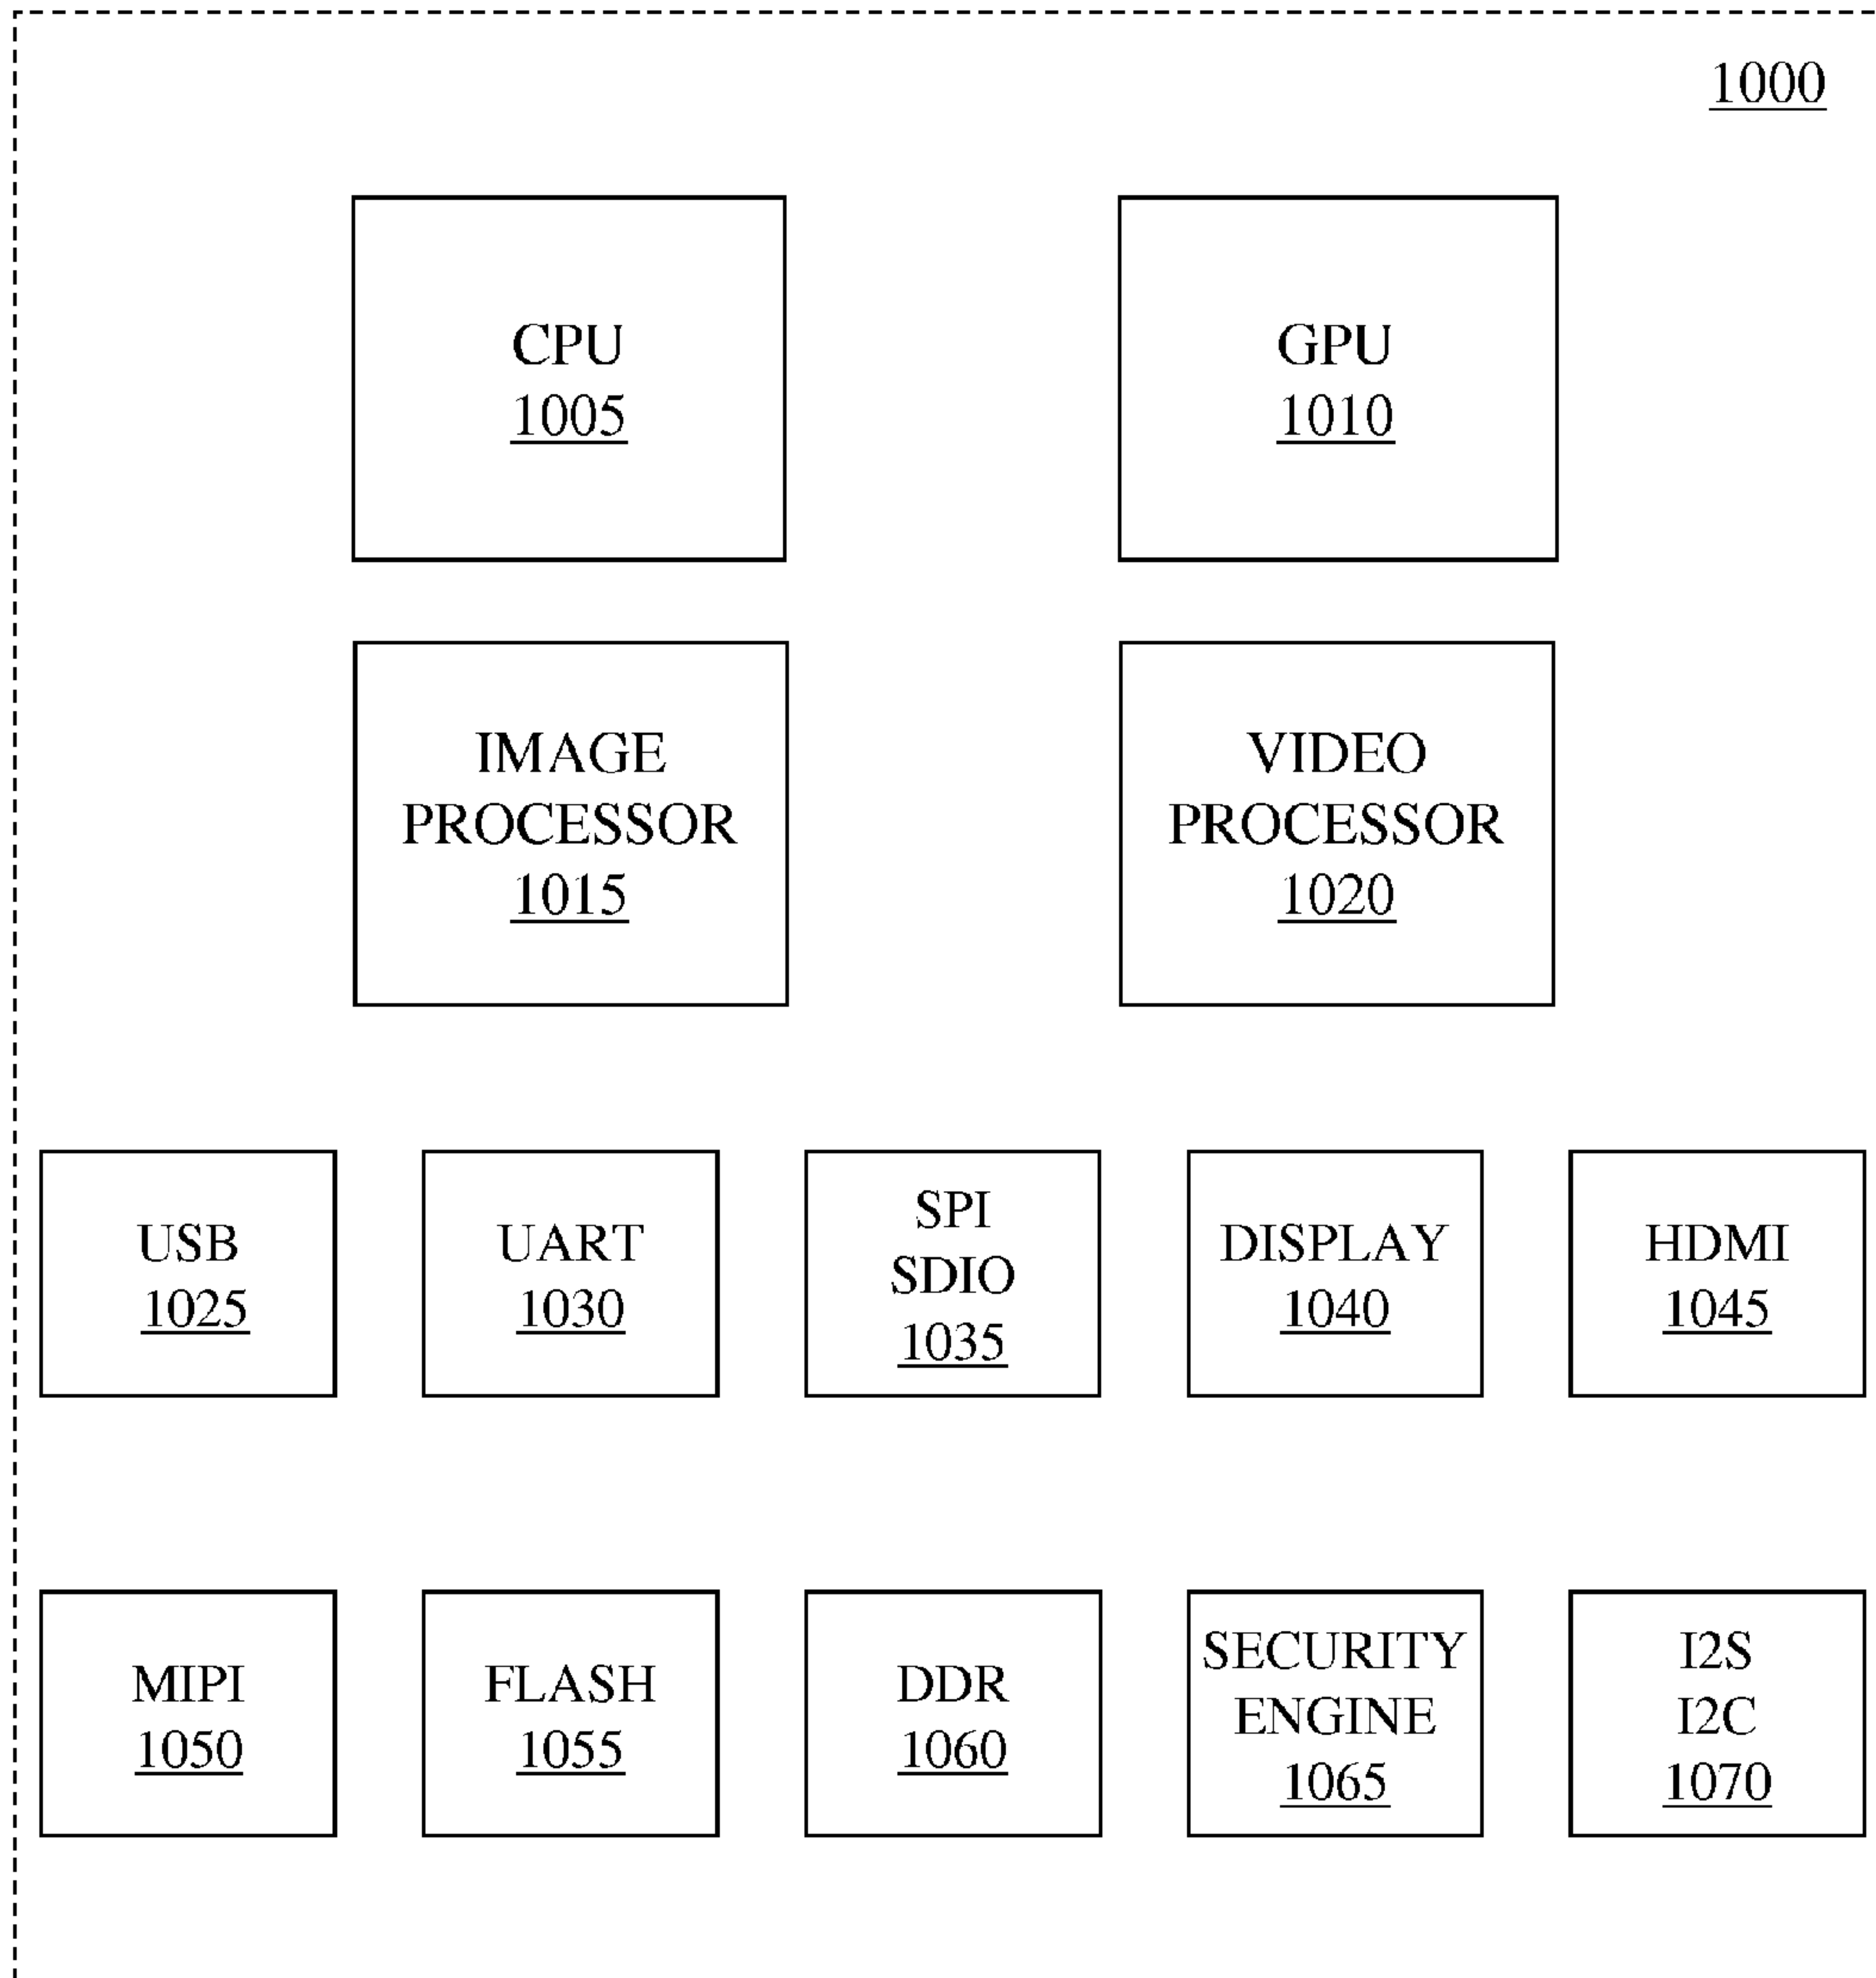 1000
CPU
1005
GPU
1010
IMAGE
PROCESSOR
1015
VIDEO
PROCESSOR
1020
USB
1025
UART
1030
SPI
SDIO
1035
DISPLAY
1040
HDMI
1045
MIPI
1050
FLASH
1055
DDR
1060
SECURITY
ENGINE
1065
I2S
I2C
1070